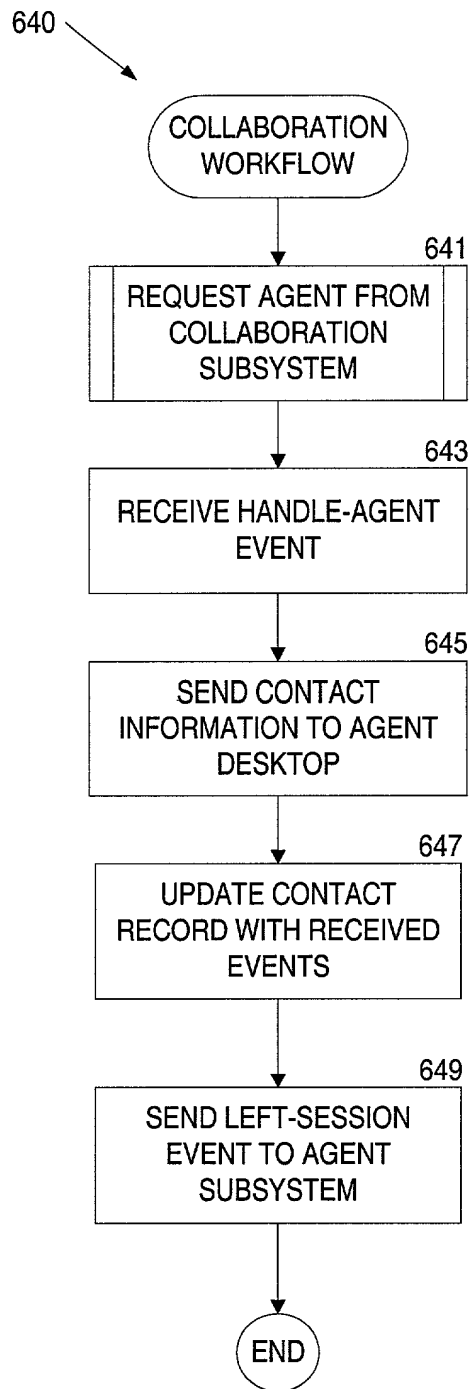 640
COLLABORATION
WORKFLOW
641
REQUEST AGENT FROM
COLLABORATION
SUBSYSTEM
643
RECEIVE HANDLE-AGENT
EVENT
645
SEND CONTACT
INFORMATION TO AGENT
DESKTOP
647
UPDATE CONTACT
RECORD WITH RECEIVED
EVENTS
649
SEND LEFT-SESSION
EVENT TO AGENT
SUBSYSTEM
END